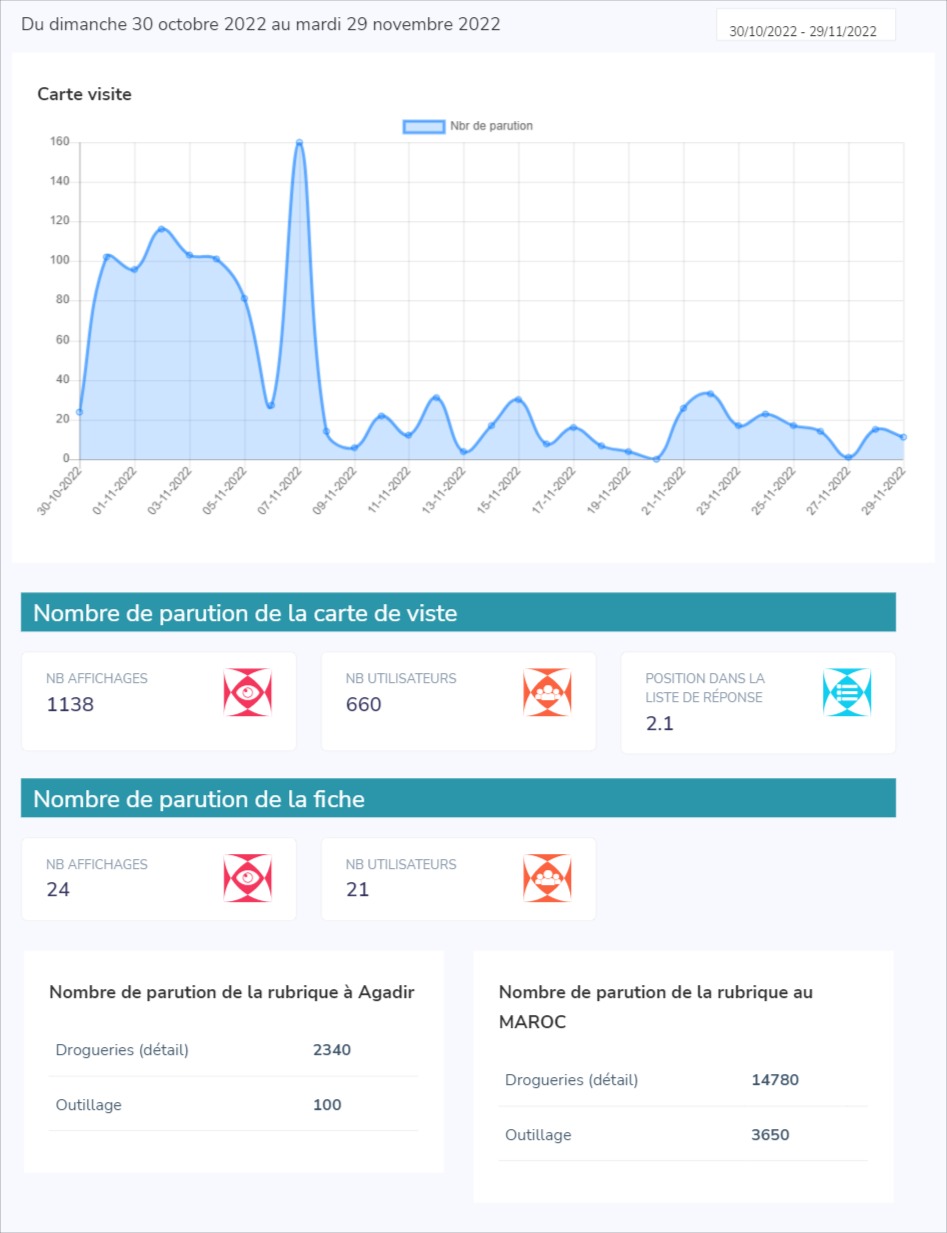 Du dimanche 30 octobre 2022 au mardi 29 novembre 2022
30/10/2022 - 29/11/2022
Carte visite
Nbr de parution
160
140
120
100
80
60
40
20
0
30-10-2022
01-11-2022
03-11-2022
05-11-2022
07-11-2022
09-11-2022
11-11-2022
13-11-2022
15-11-2022
17-11-2022
19-11-2022
21-11-2022
23-11-2022
25-11-2022
27-11-2022
29-11-2022
Nombre de parution de la carte de viste
NB AFFICHAGES
1138
NB UTILISATEURS
660
POSITION DANS LA
LISTE DE RÉPONSE
2.1
Nombre de parution de la fiche
NB AFFICHAGES
24
NB UTILISATEURS
21
Nombre de parution de la rubrique à Agadir
Drogueries (détail) 2340
Outillage 100
Nombre de parution de la rubrique au
MAROC
Drogueries (détail) 14780
Outillage 3650